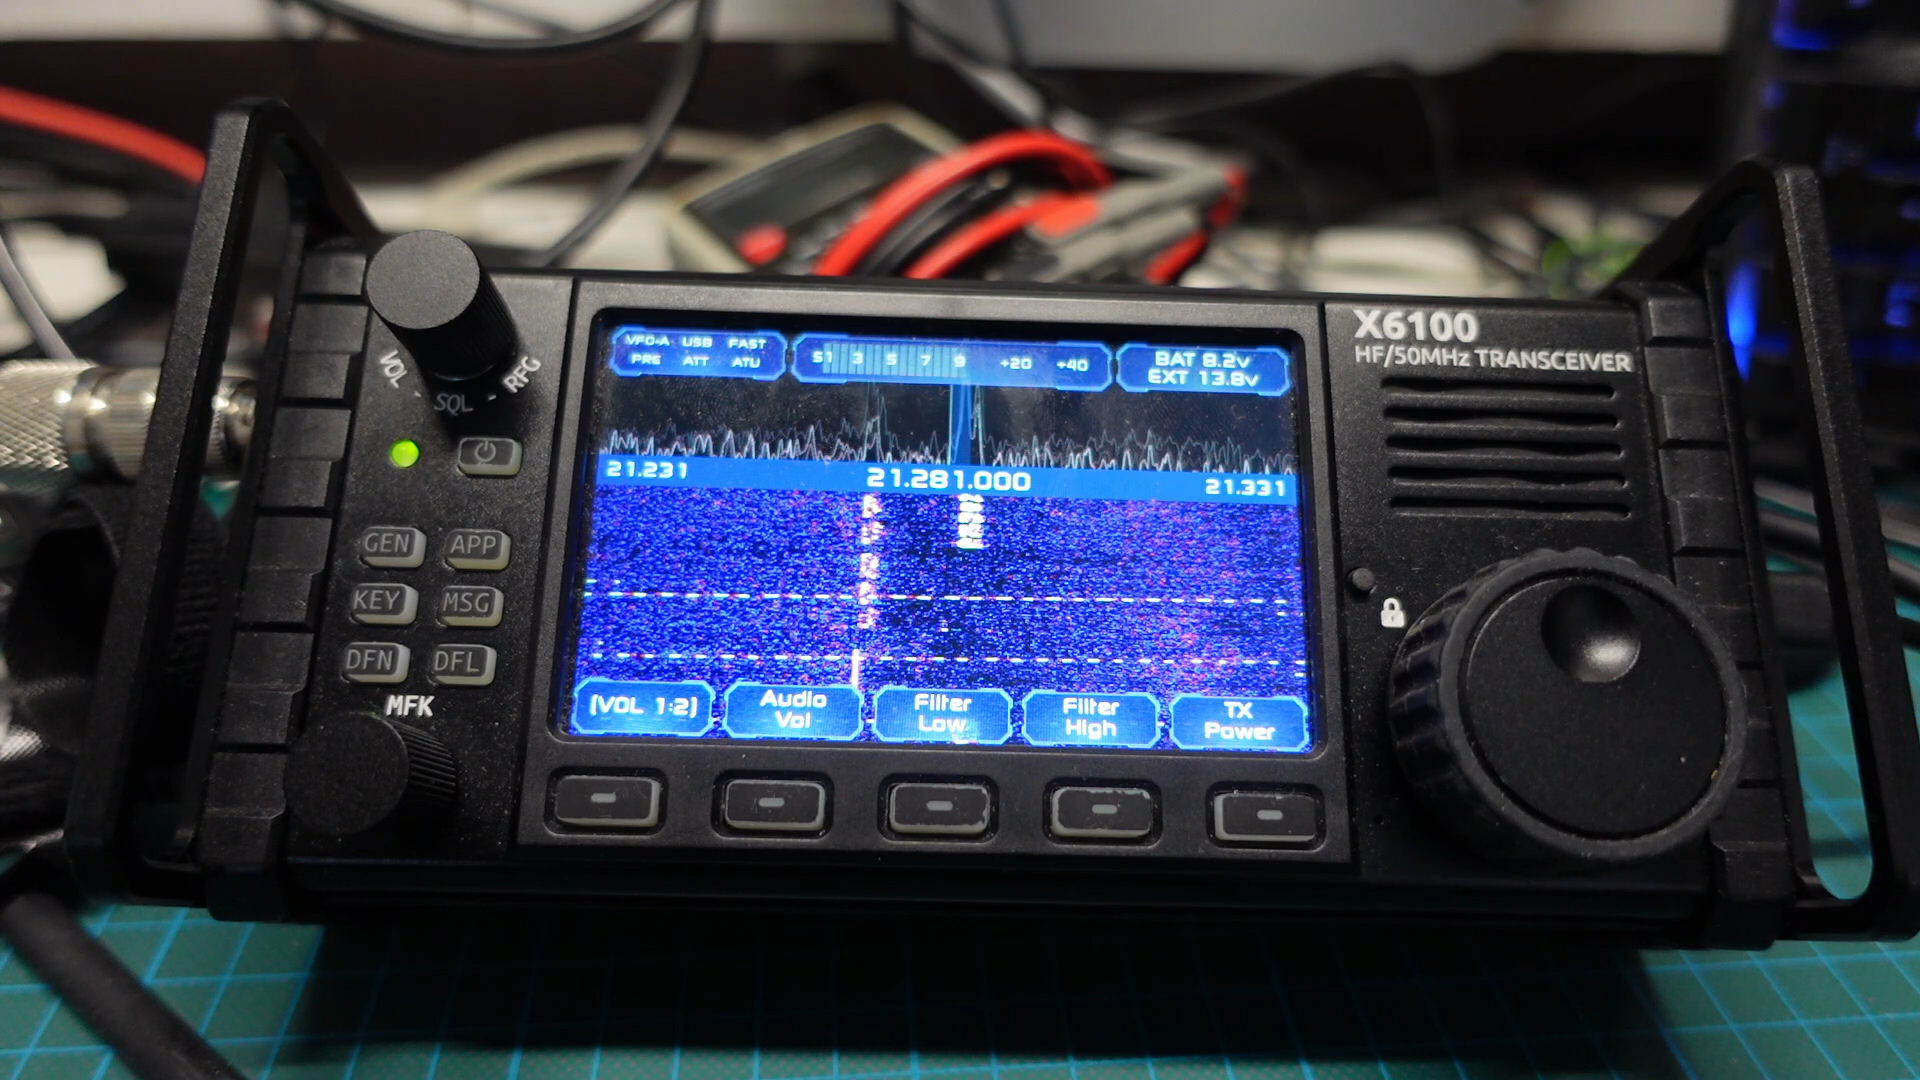 VFO-A USB FAST
PRE ATT ATU
S1 3 5 7 9 +20 +40
BAT 8.2V
EXT 13.8V
X6100
HF/50MHz TRANSCEIVER
VOL - SQL - RFG
21.231 21.281.000 21.331
GEN APP
KEY MSG
DFN DFL
MFK
[VOL 1:2]
Audio
Vol
Filter
Low
Filter
High
TX
Power